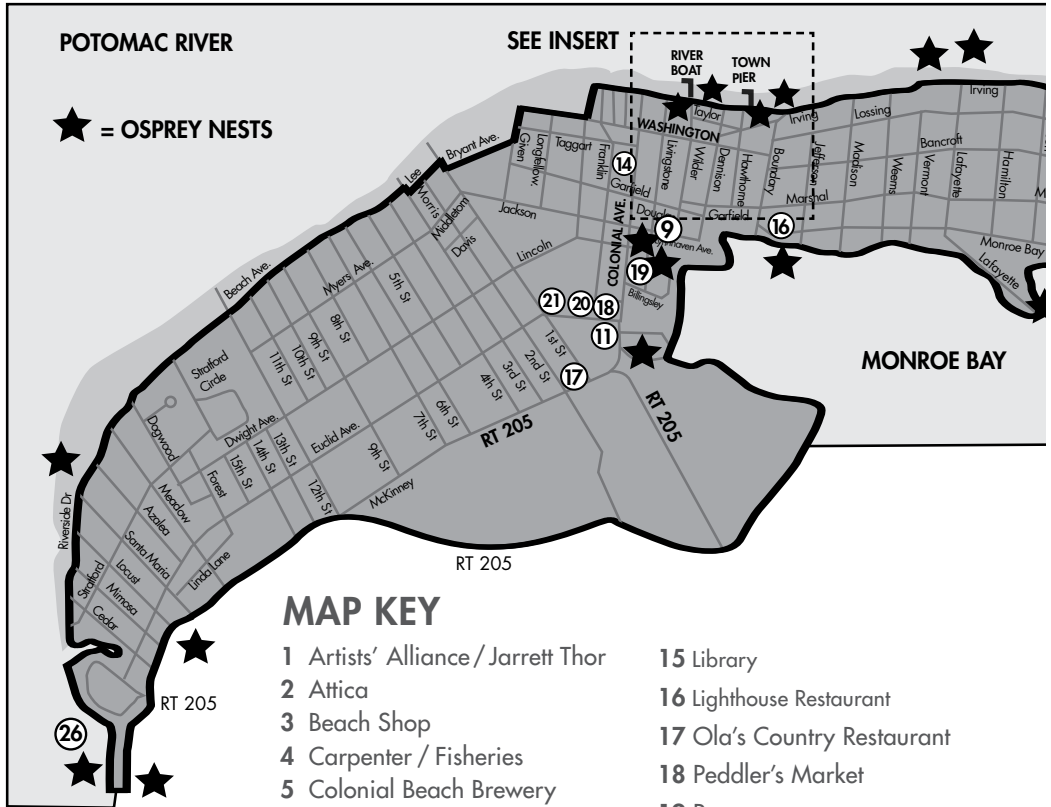 POTOMAC RIVER
SEE INSERT
RIVER
BOAT
TOWN
PIER
= OSPREY NESTS
Taylor
WASHINGTON
Irving
Lossing
Irving
Bryant Ave.
Lee
Given
Longfellow.
Taggart
Franklin
14
Garfield
Livingstone
Wilder
Dennison
Hawthorne
Boundary
Jefferson
Madison
Bancroft
Weems
Vermont
Lafayette
Hamilton
Marshal
Morris
Middletom
Davis
Jackson
Lincoln
COLONIAL AVE.
9
Garfield
16
Monroe Bay
Lafayette
19
Billingsley
Beach Ave.
Myers Ave.
5th St
8th St
9th St
10th St
11th St
21
20
18
11
1st St
2nd St
3rd St
4th St
17
MONROE BAY
Stratford
Circle
Dogwood
Dwight Ave.
Euclid Ave.
6th St
7th St
RT 205
RT 205
Forest
15th St
14th St
13th St
12th St
9th St
McKinney
Meadow
Azalea
Santa Maria
Locust
Mimosa
Cedar
Stratford
Linda Lane
Riverside Dr
RT 205
RT 205
26
MAP KEY
1 Artists' Alliance / Jarrett Thor
2 Attica
3 Beach Shop
4 Carpenter / Fisheries
5 Colonial Beach Brewery
15 Library
16 Lighthouse Restaurant
17 Ola's Country Restaurant
18 Peddler's Market